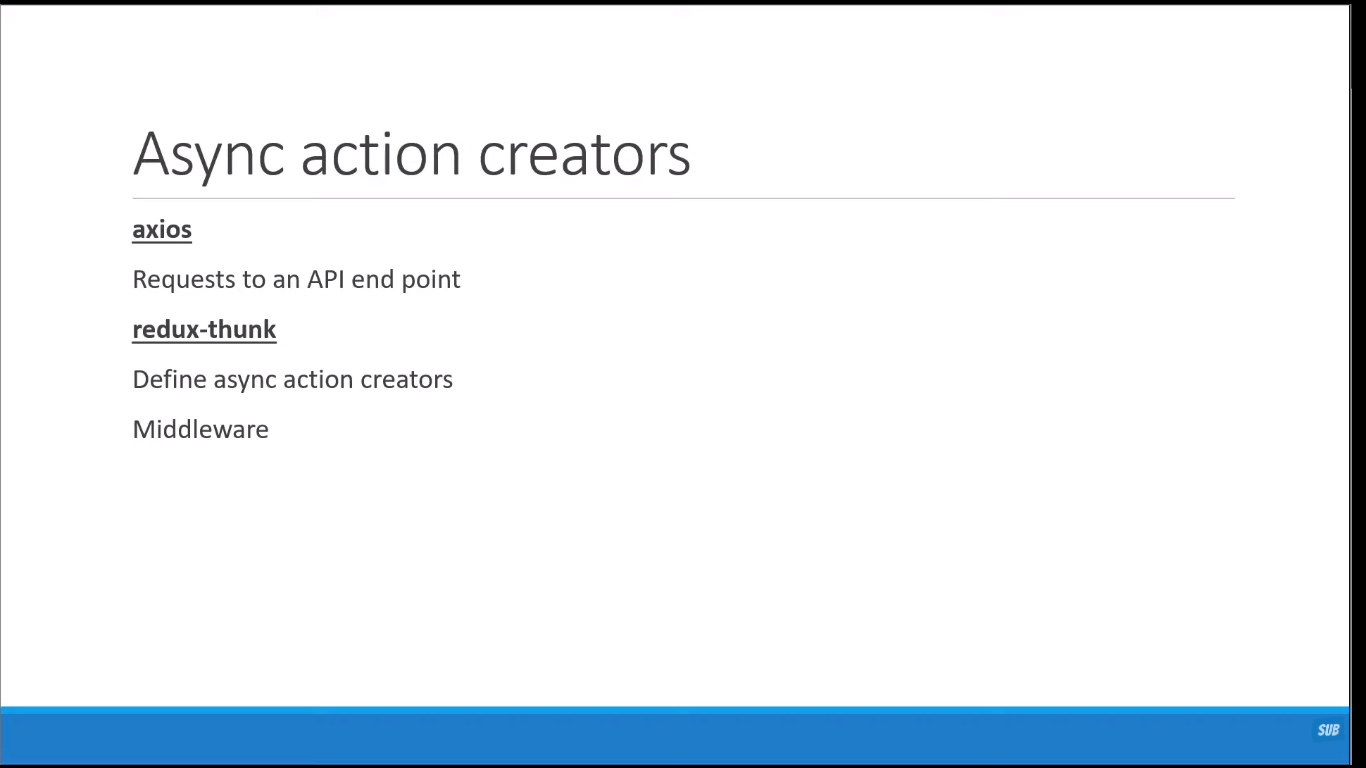 Async action creators
axios
Requests to an API end point
redux-thunk
Define async action creators
Middleware
SUB